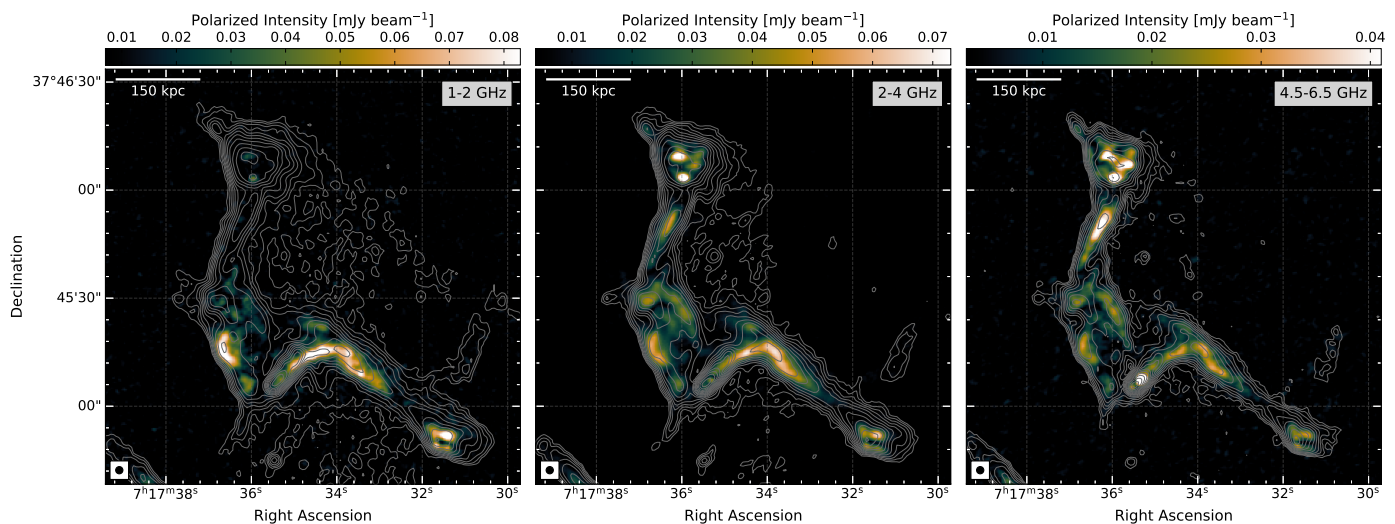 Polarized Intensity [mJy beam⁻¹]
0.01 0.02 0.03 0.04 0.05 0.06 0.07 0.08
37°46'30"
150 kpc
1-2 GHz
00"
45'30"
00"
Declination
7ʰ17ᵐ38ˢ 36ˢ 34ˢ 32ˢ 30ˢ
Right Ascension
Polarized Intensity [mJy beam⁻¹]
0.01 0.02 0.03 0.04 0.05 0.06 0.07
150 kpc
2-4 GHz
7ʰ17ᵐ38ˢ 36ˢ 34ˢ 32ˢ 30ˢ
Right Ascension
Polarized Intensity [mJy beam⁻¹]
0.01 0.02 0.03 0.04
150 kpc
4.5-6.5 GHz
7ʰ17ᵐ38ˢ 36ˢ 34ˢ 32ˢ 30ˢ
Right Ascension